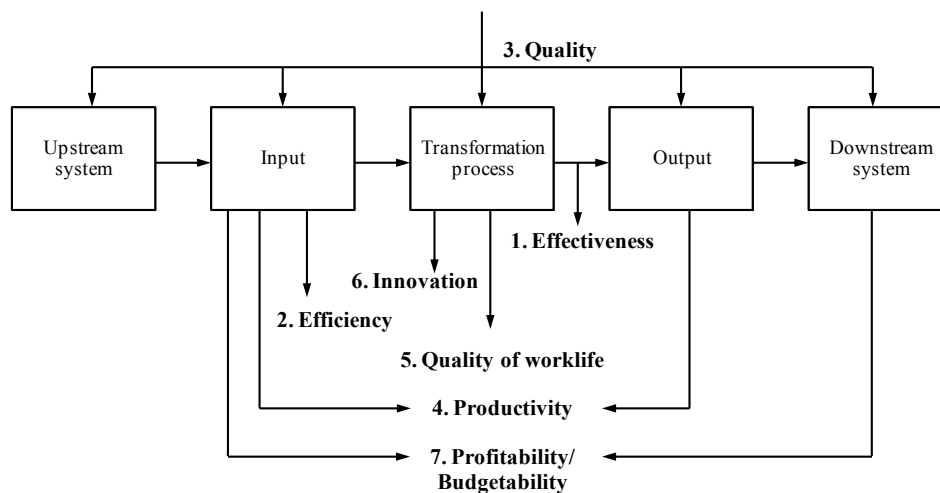 3. Quality
Upstream
system
Input
Transformation
process
Output
Downstream
system
1. Effectiveness
6. Innovation
2. Efficiency
5. Quality of worklife
4. Productivity
7. Profitability/
Budgetability